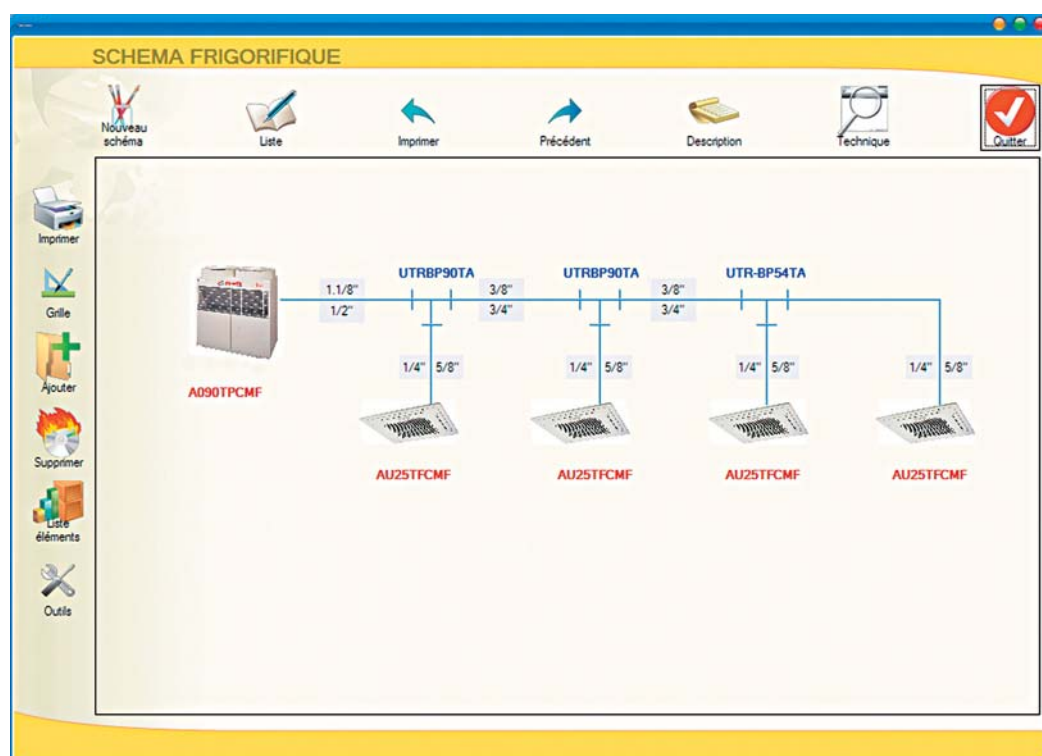 SCHEMA FRIGORIFIQUE
Nouveau
schéma
Liste
Imprimer
Précédent
Description
Technique
Quitter
Imprimer
Grille
Ajouter
Supprimer
Liste
éléments
Outils
UTRBP90TA
UTRBP90TA
UTR-BP54TA
1.1/8"
1/2"
3/8"
3/4"
3/8"
3/4"
1/4" 5/8"
1/4" 5/8"
1/4" 5/8"
1/4" 5/8"
A090TPCMF
AU25TFCMF
AU25TFCMF
AU25TFCMF
AU25TFCMF